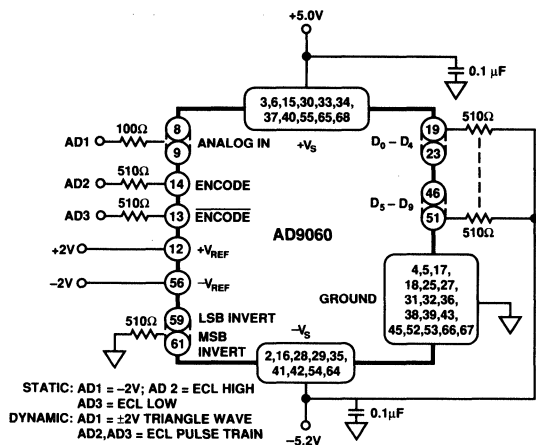 +5.0V
0.1 µF
3,6,15,30,33,34,
37,40,55,65,68
+VS
510Ω
100Ω
AD1
8
9
ANALOG IN
19
D0 – D4
23
510Ω
AD2
14
ENCODE
510Ω
AD3
13
ENCODE
46
D5 – D9
51
510Ω
AD9060
+2V
12
+VREF
–2V
56
–VREF
4,5,17,
18,25,27,
31,32,36,
38,39,43,
45,52,53,66,67
GROUND
510Ω
59
LSB INVERT
61
MSB
INVERT
–VS
2,16,28,29,35,
41,42,54,64
STATIC: AD1 = –2V; AD 2 = ECL HIGH
AD3 = ECL LOW
DYNAMIC: AD1 = ±2V TRIANGLE WAVE
AD2,AD3 = ECL PULSE TRAIN
0.1µF
–5.2V